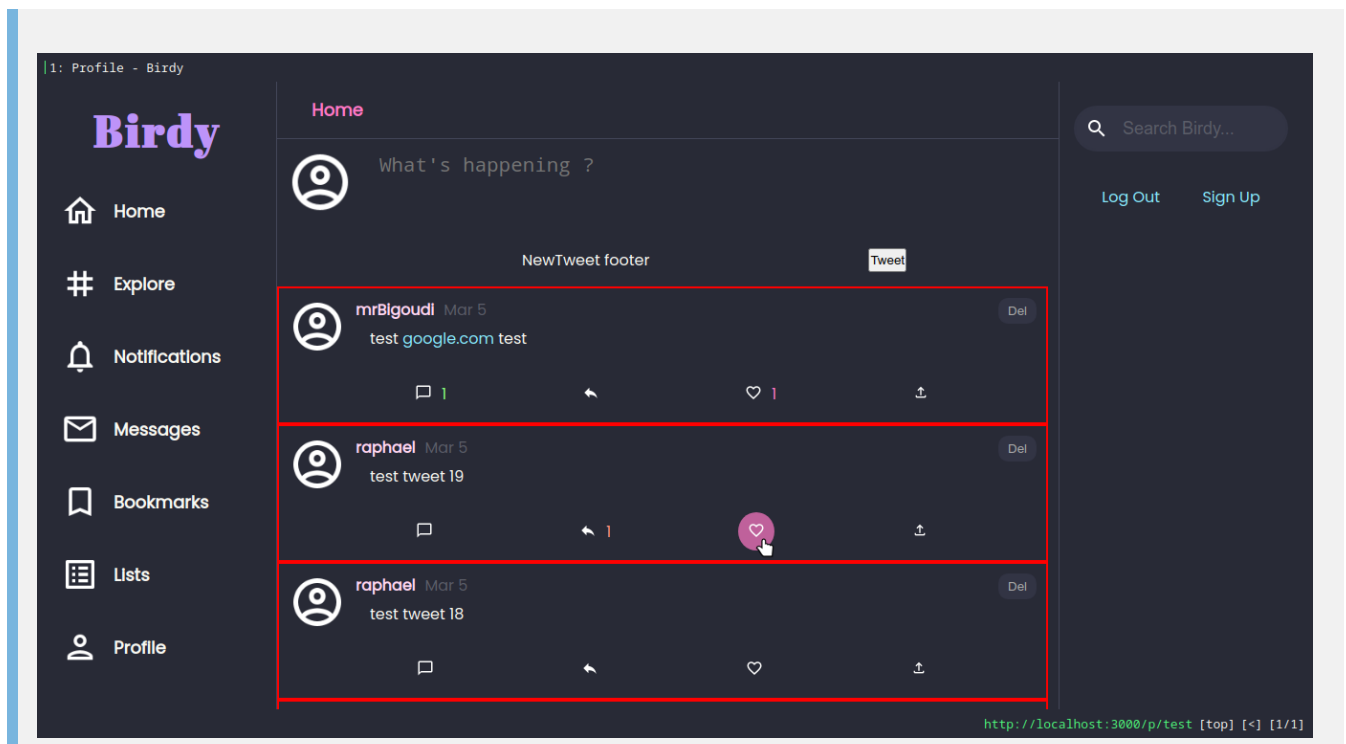 1: Profile - Birdy
Birdy
Home
Explore
Notifications
Messages
Bookmarks
Lists
Profile
Home
What's happening ?
NewTweet footer
Tweet
mrBigoudi Mar 5
Del
test google.com test
1
1
raphael Mar 5
Del
test tweet 19
1
raphael Mar 5
Del
test tweet 18
Search Birdy...
Log Out Sign Up
http://localhost:3000/p/test [top] [<] [1/1]